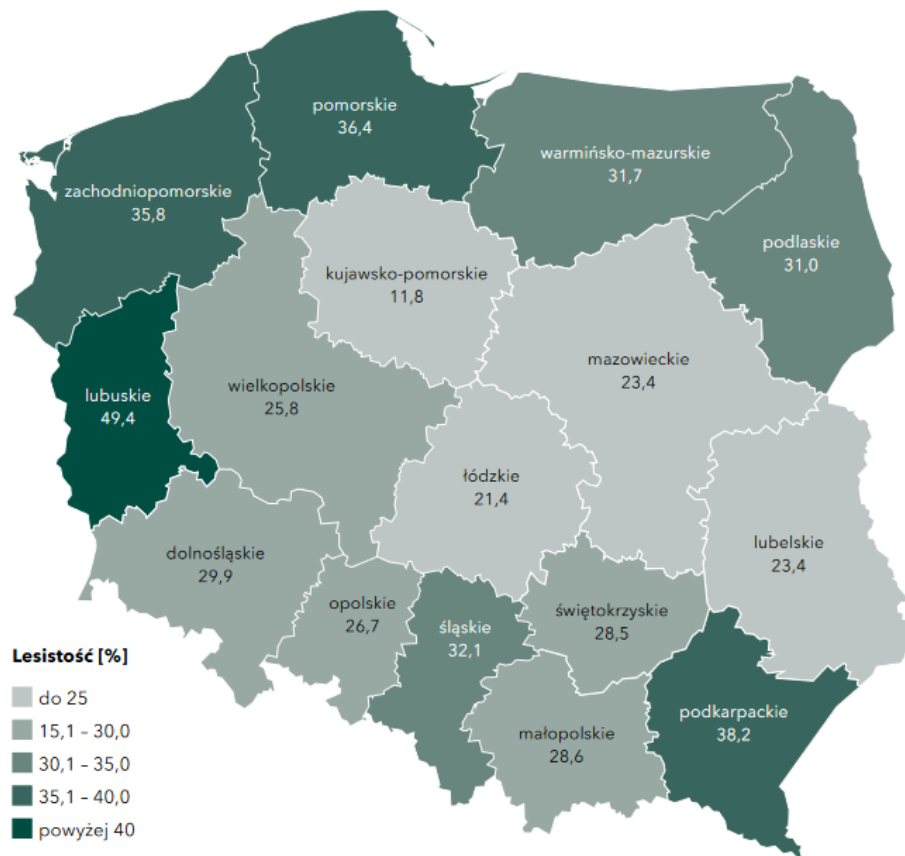 pomorskie
36,4
warmińsko-mazurskie
31,7
zachodniopomorskie
35,8
podlaskie
31,0
kujawsko-pomorskie
11,8
mazowieckie
23,4
wielkopolskie
25,8
lubuskie
49,4
łódzkie
21,4
lubelskie
23,4
dolnośląskie
29,9
opolskie
26,7
śląskie
32,1
świętokrzyskie
28,5
podkarpackie
38,2
małopolskie
28,6
Lesistość [%]
do 25
15,1 – 30,0
30,1 – 35,0
35,1 – 40,0
powyżej 40